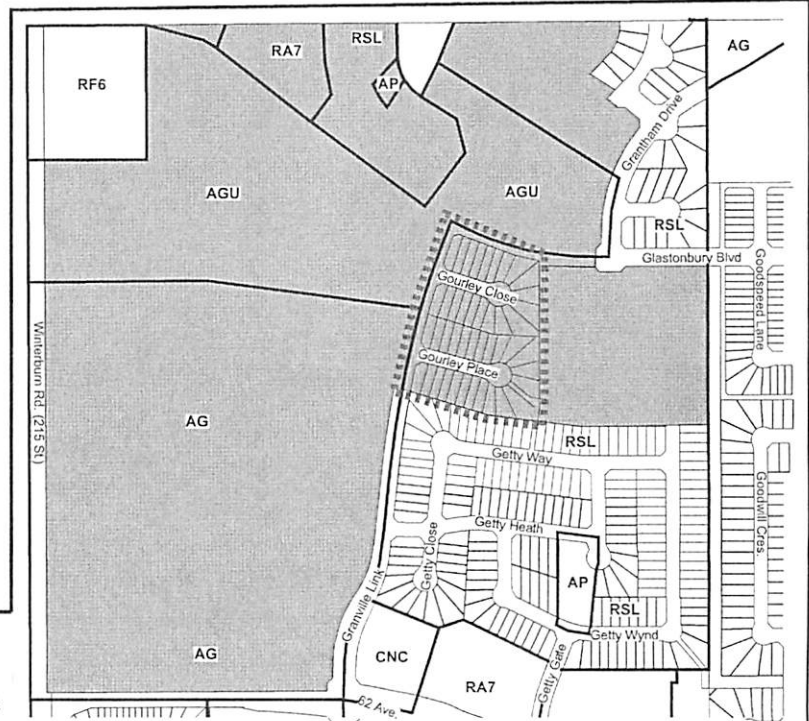 RF6
RA7
RSL
AP
AG
Grantham Drive
AGU
AGU
RSL
Glastonbury Blvd
Goodspeed Lane
Gourley Close
Gourley Place
Winterburn Rd. (215 St.)
AG
RSL
Getty Way
Goodwill Cres.
Getty Heath
Getty Close
AP
RSL
Granville Link
Getty Wynd
AG
CNC
RA7
Getty Gate
62 Ave.